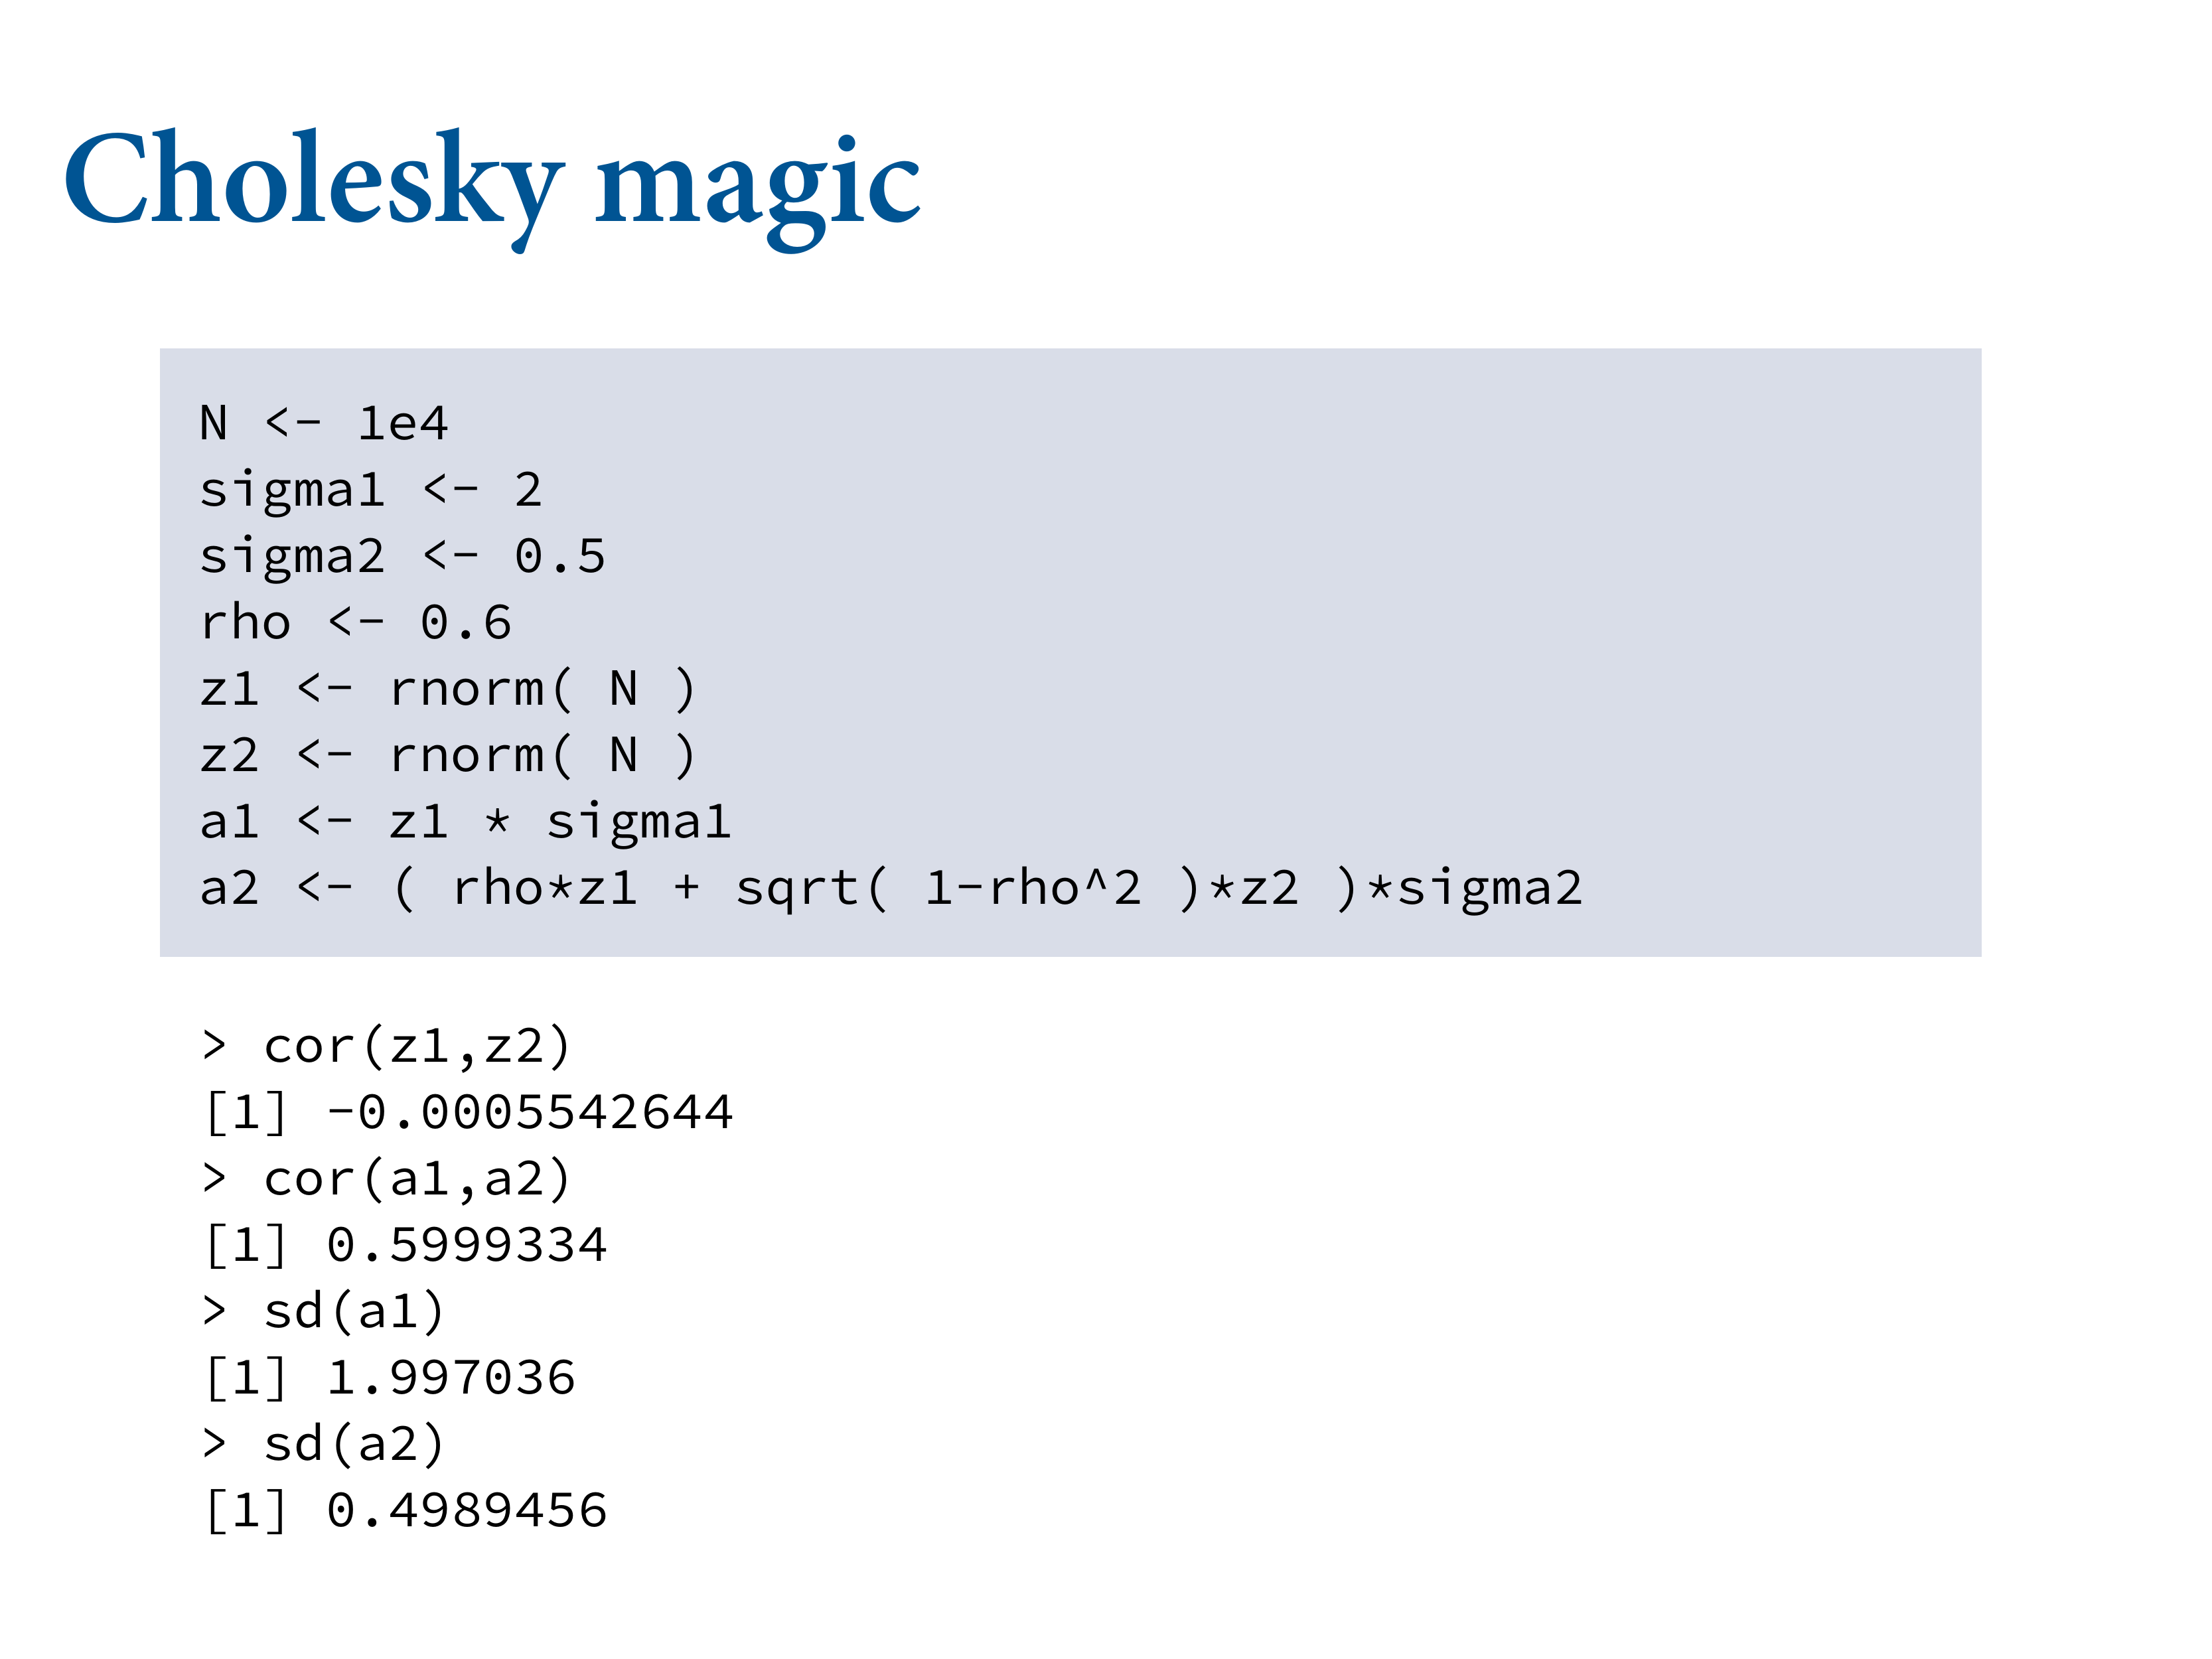 Cholesky magic
N <- 1e4
sigma1 <- 2
sigma2 <- 0.5
rho <- 0.6
z1 <- rnorm( N )
z2 <- rnorm( N )
a1 <- z1 * sigma1
a2 <- ( rho*z1 + sqrt( 1-rho^2 )*z2 )*sigma2
> cor(z1,z2)
[1] -0.0005542644
> cor(a1,a2)
[1] 0.5999334
> sd(a1)
[1] 1.997036
> sd(a2)
[1] 0.4989456